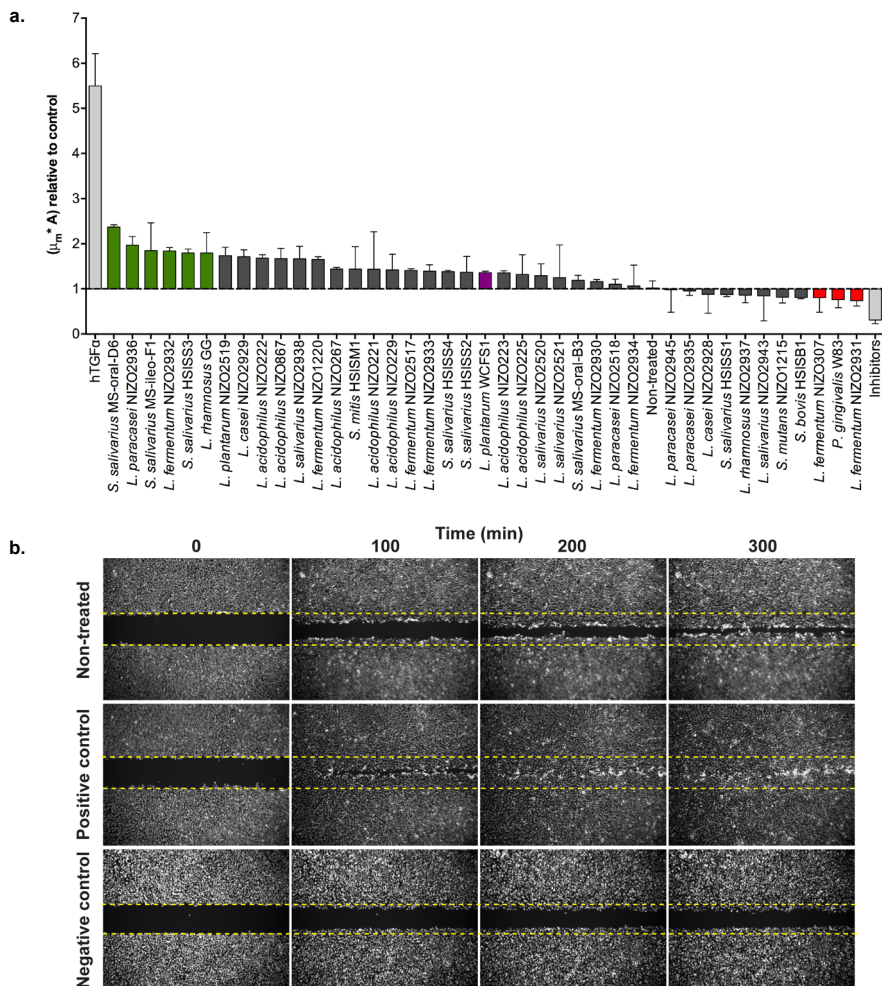 a.
(μm* A) relative to control
7
6
5
4
3
2
1
0
hTGFα
S. salivarius MS-oral-D6
L. paracasei NIZO2936
S. salivarius MS-ileo-F1
L. fermentum NIZO2932
S. salivarius HSISS3
L. rhamnosus GG
L. plantarum NIZO2519
L. casei NIZO2929
L. acidophilus NIZO222
L. acidophilus NIZO867
L. salivarius NIZO2938
L. fermentum NIZO1220
L. acidophilus NIZO267
S. mitis HSISM1
L. acidophilus NIZO221
L. acidophilus NIZO229
L. fermentum NIZO2517
L. fermentum NIZO2933
S. salivarius HSISS4
S. salivarius HSISS2
L. plantarum WCFS1
L. acidophilus NIZO223
L. acidophilus NIZO225
L. salivarius NIZO2520
L. salivarius NIZO2521
S. salivarius MS-oral-B3
L. fermentum NIZO2930
L. paracasei NIZO2518
L. fermentum NIZO2934
Non-treated
L. paracasei NIZO2945
L. paracasei NIZO2935
L. casei NIZO2928
S. salivarius HSISS1
L. rhamnosus NIZO2937
L. salivarius NIZO2943
S. mutans NIZO1215
S. bovis HSISB1
L. fermentum NIZO307
P. gingivalis W83
L. fermentum NIZO2931
Inhibitors
b.
Time (min)
0 100 200 300
Non-treated
Positive control
Negative control